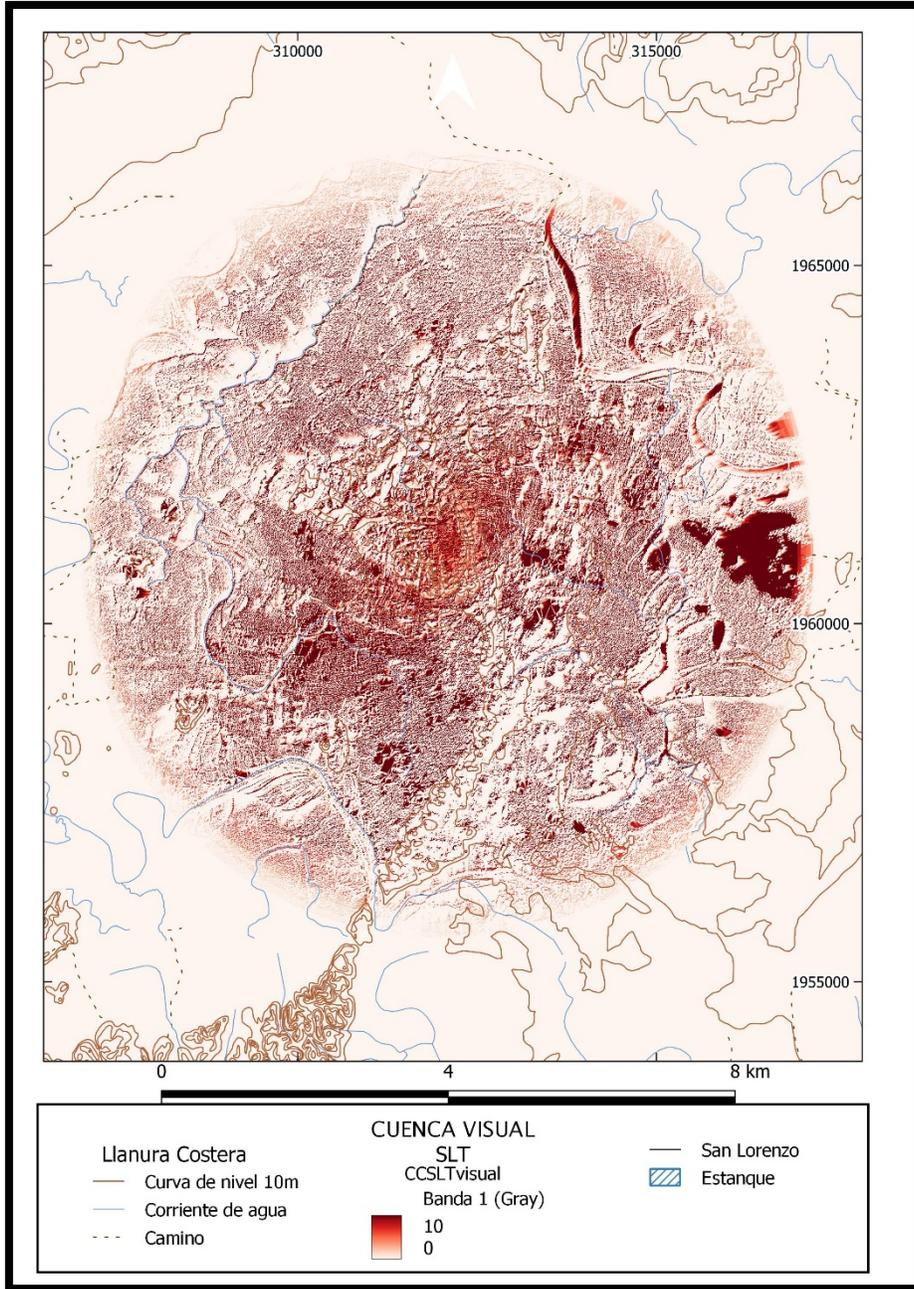 310000 315000
1965000
1960000
1955000
0 4 8 km
CUENCA VISUAL
SLT
CCSLTvisual
Banda 1 (Gray)
10
0
Llanura Costera
Curva de nivel 10m
Corriente de agua
Camino
San Lorenzo
Estanque